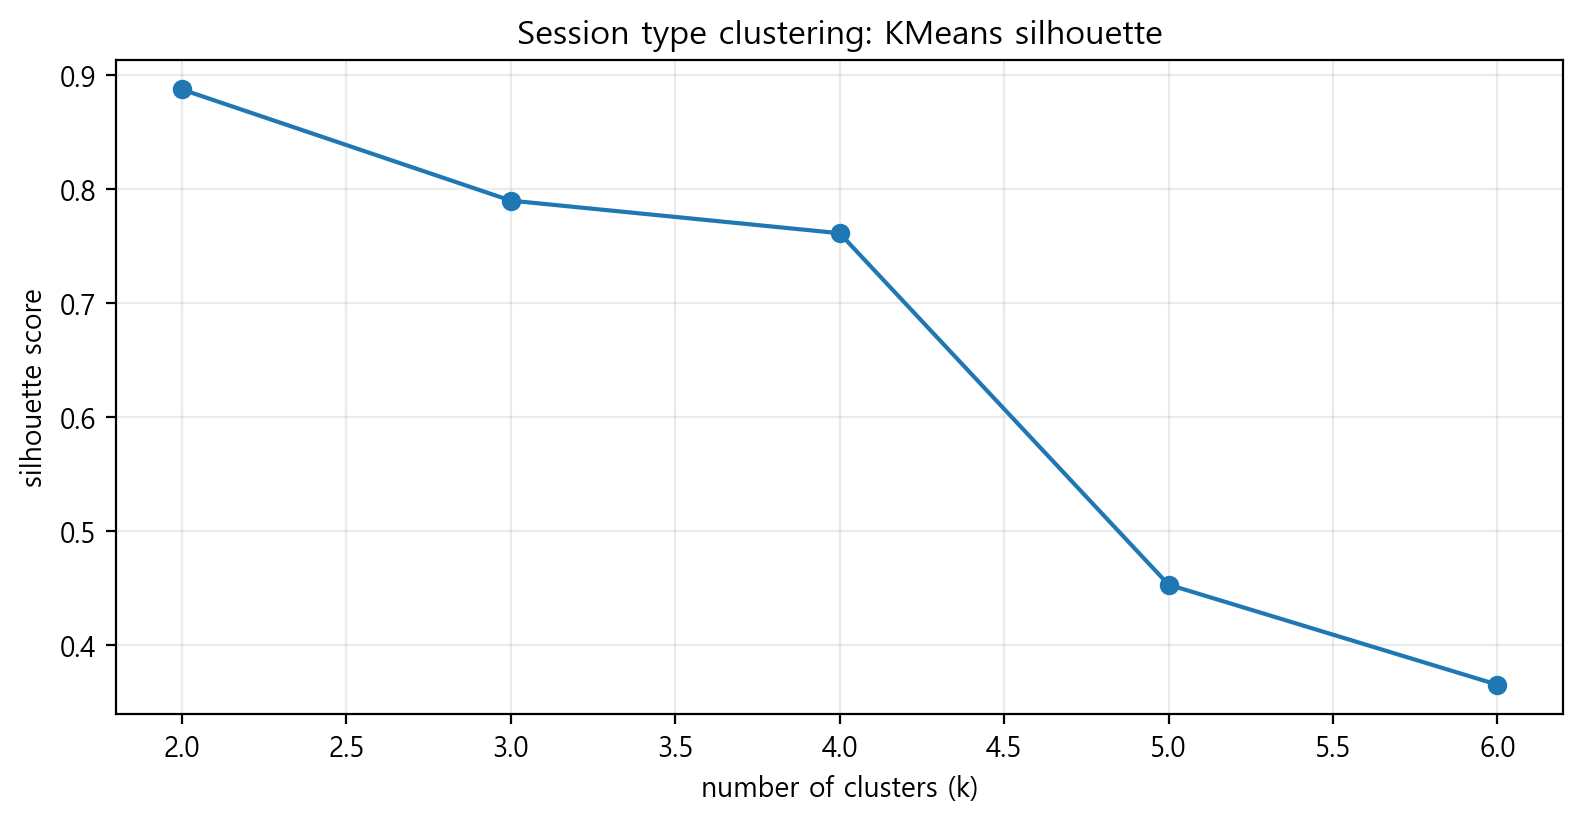 Session type clustering: KMeans silhouette
0.9
0.8
0.7
0.6
0.5
0.4
silhouette score
2.0 2.5 3.0 3.5 4.0 4.5 5.0 5.5 6.0
number of clusters (k)